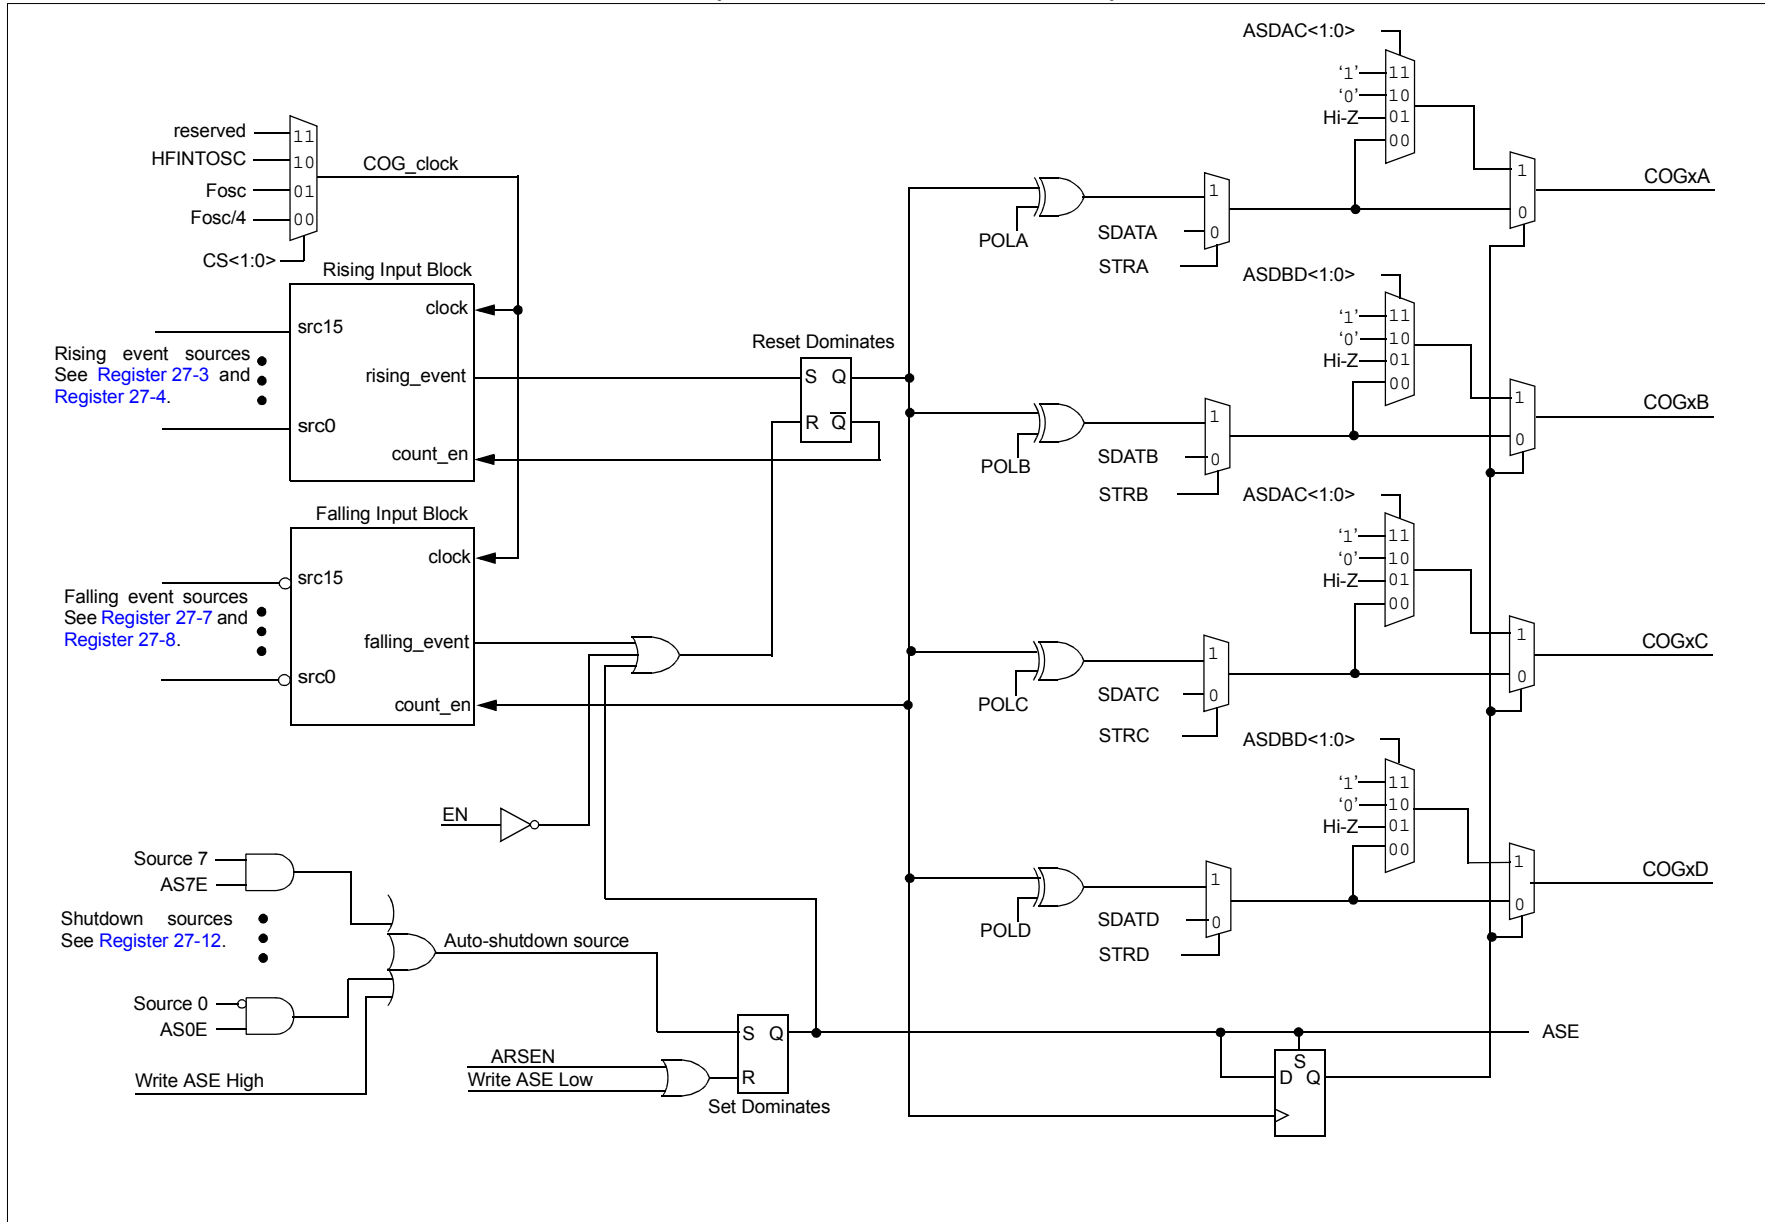 reserved
HFINTOSC
Fosc
Fosc/4
11
10
01
00
CS<1:0>
COG_clock
Rising Input Block
clock
src15
Rising event sources
See Register 27-3 and
Register 27-4.
rising_event
src0
count_en
Reset Dominates
S Q
R Q
Falling Input Block
clock
src15
Falling event sources
See Register 27-7 and
Register 27-8.
falling_event
src0
count_en
EN
Source 7
AS7E
Shutdown sources
See Register 27-12.
Source 0
AS0E
Write ASE High
Auto-shutdown source
ARSEN
Write ASE Low
S Q
R
Set Dominates
ASDAC<1:0>
'1' 11
'0' 10
Hi-Z 01
00
POLA
SDATA
STRA
1
0
1
0
COGxA
ASDBD<1:0>
'1' 11
'0' 10
Hi-Z 01
00
POLB
SDATB
STRB
1
0
1
0
COGxB
ASDAC<1:0>
'1' 11
'0' 10
Hi-Z 01
00
POLC
SDATC
STRC
1
0
1
0
COGxC
ASDBD<1:0>
'1' 11
'0' 10
Hi-Z 01
00
POLD
SDATD
STRD
1
0
1
0
COGxD
ASE
S
D Q